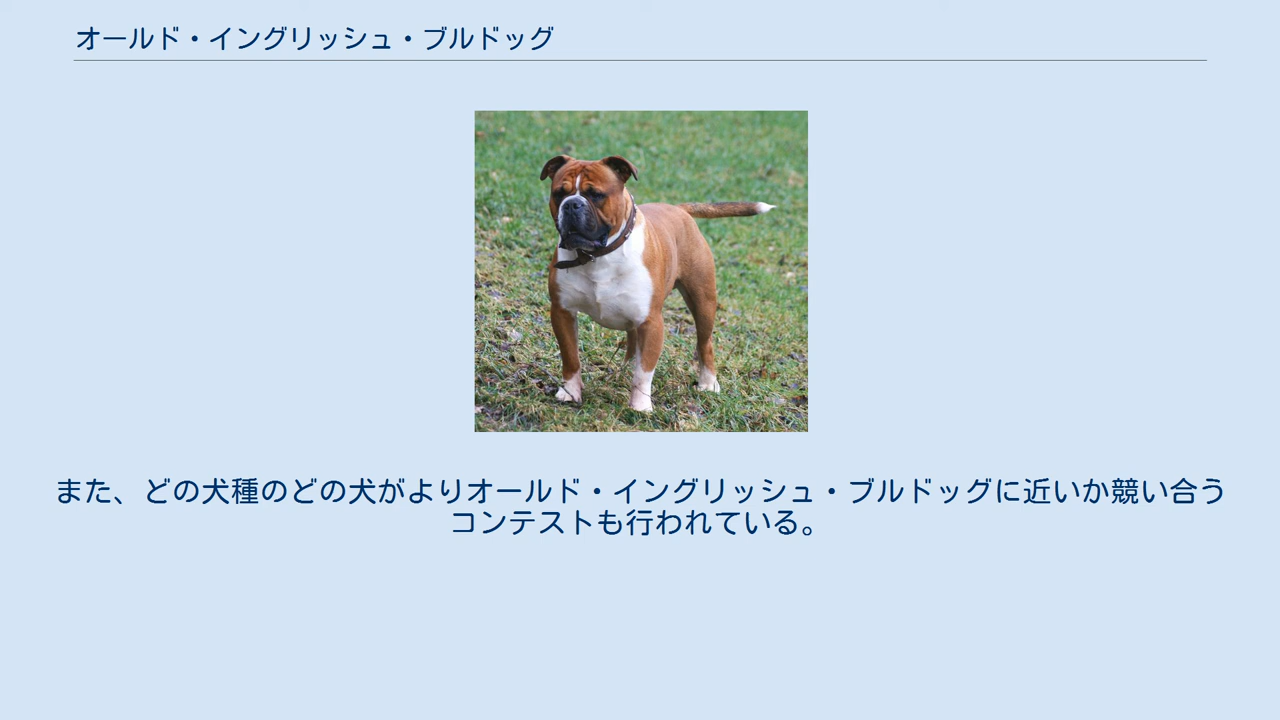 オールド・イングリッシュ・ブルドッグ
また、どの犬種のどの犬がよりオールド・イングリッシュ・ブルドッグに近いか競い合う
コンテストも行われている。